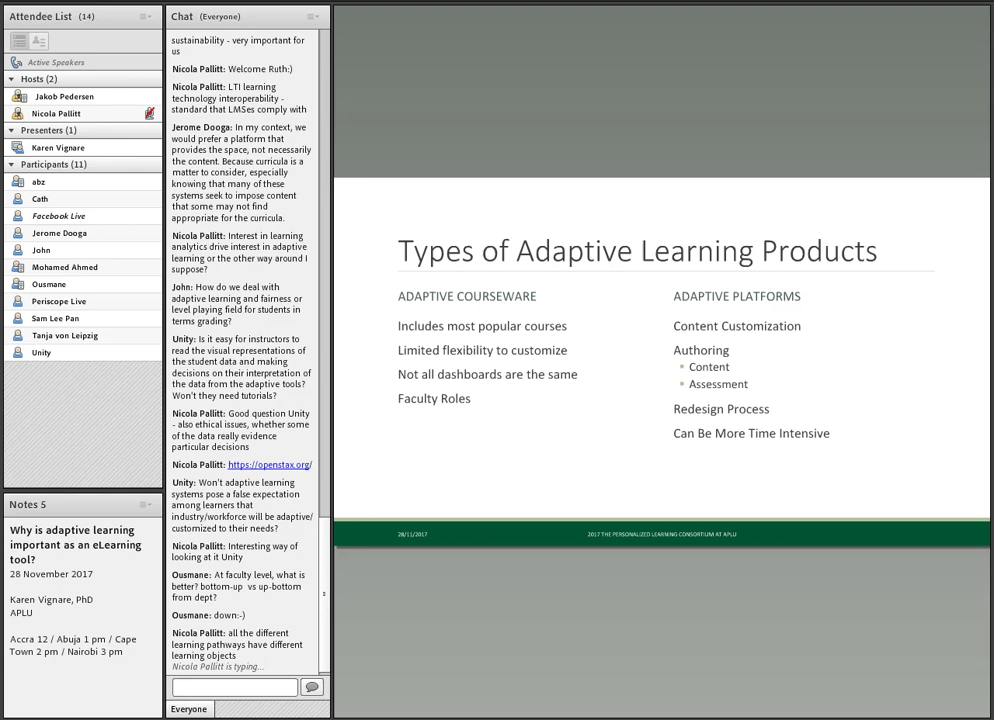 Attendee List (14)
Active Speakers
Hosts (2)
Jakob Pedersen
Nicola Pallitt
Presenters (1)
Karen Vignare
Participants (11)
abz
Cath
Facebook Live
Jerome Dooga
John
Mohamed Ahmed
Ousmane
Periscope Live
Sam Lee Pan
Tanja von Leipzig
Unity
Notes 5
Why is adaptive learning
important as an eLearning
tool?
28 November 2017
Karen Vignare, PhD
APLU
Accra 12 / Abuja 1 pm / Cape
Town 2 pm / Nairobi 3 pm
Chat (Everyone)
sustainability - very important for
us
Nicola Pallitt: Welcome Ruth:)
Nicola Pallitt: LTI learning
technology interoperability -
standard that LMSes comply with
Jerome Dooga: In my context, we
would prefer a platform that
provides the space, not necessarily
the content. Because curricula is a
matter to consider, especially
knowing that many of these
systems seek to impose content
that some may not find
appropriate for the curricula.
Nicola Pallitt: Interest in learning
analytics drive interest in adaptive
learning or the other way around I
suppose?
John: How do we deal with
adaptive learning and fairness or
level playing field for students in
terms grading?
Unity: Is it easy for instructors to
read the visual representations of
the student data and making
decisions on their interpretation of
the data from the adaptive tools?
Won't they need tutorials?
Nicola Pallitt: Good question Unity
- also ethical issues, whether some
of the data really evidence
particular decisions
Nicola Pallitt: https://openstax.org/
Unity: Won't adaptive learning
systems pose a false expectation
among learners that
industry/workforce will be adaptive/
customized to their needs?
Nicola Pallitt: Interesting way of
looking at it Unity
Ousmane: At faculty level, what is
better? bottom-up vs up-bottom
from dept?
Ousmane: down:-)
Nicola Pallitt: all the different
learning pathways have different
learning objects
Nicola Pallitt is typing...
Everyone
Types of Adaptive Learning Products
ADAPTIVE COURSEWARE
Includes most popular courses
Limited flexibility to customize
Not all dashboards are the same
Faculty Roles
ADAPTIVE PLATFORMS
Content Customization
Authoring
Content
Assessment
Redesign Process
Can Be More Time Intensive
28/11/2017
2017 THE PERSONALIZED LEARNING CONSORTIUM AT APLU